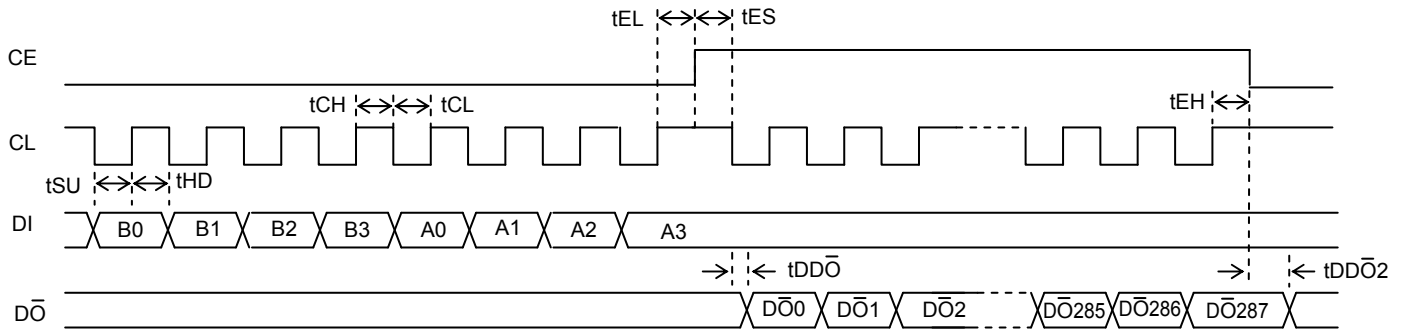 tEL tES
CE
tCH tCL tEH
CL
tSU tHD
DI B0 B1 B2 B3 A0 A1 A2 A3
tDDO̅ tDDO̅2
DO̅ DO̅0 DO̅1 DO̅2 DO̅285 DO̅286 DO̅287